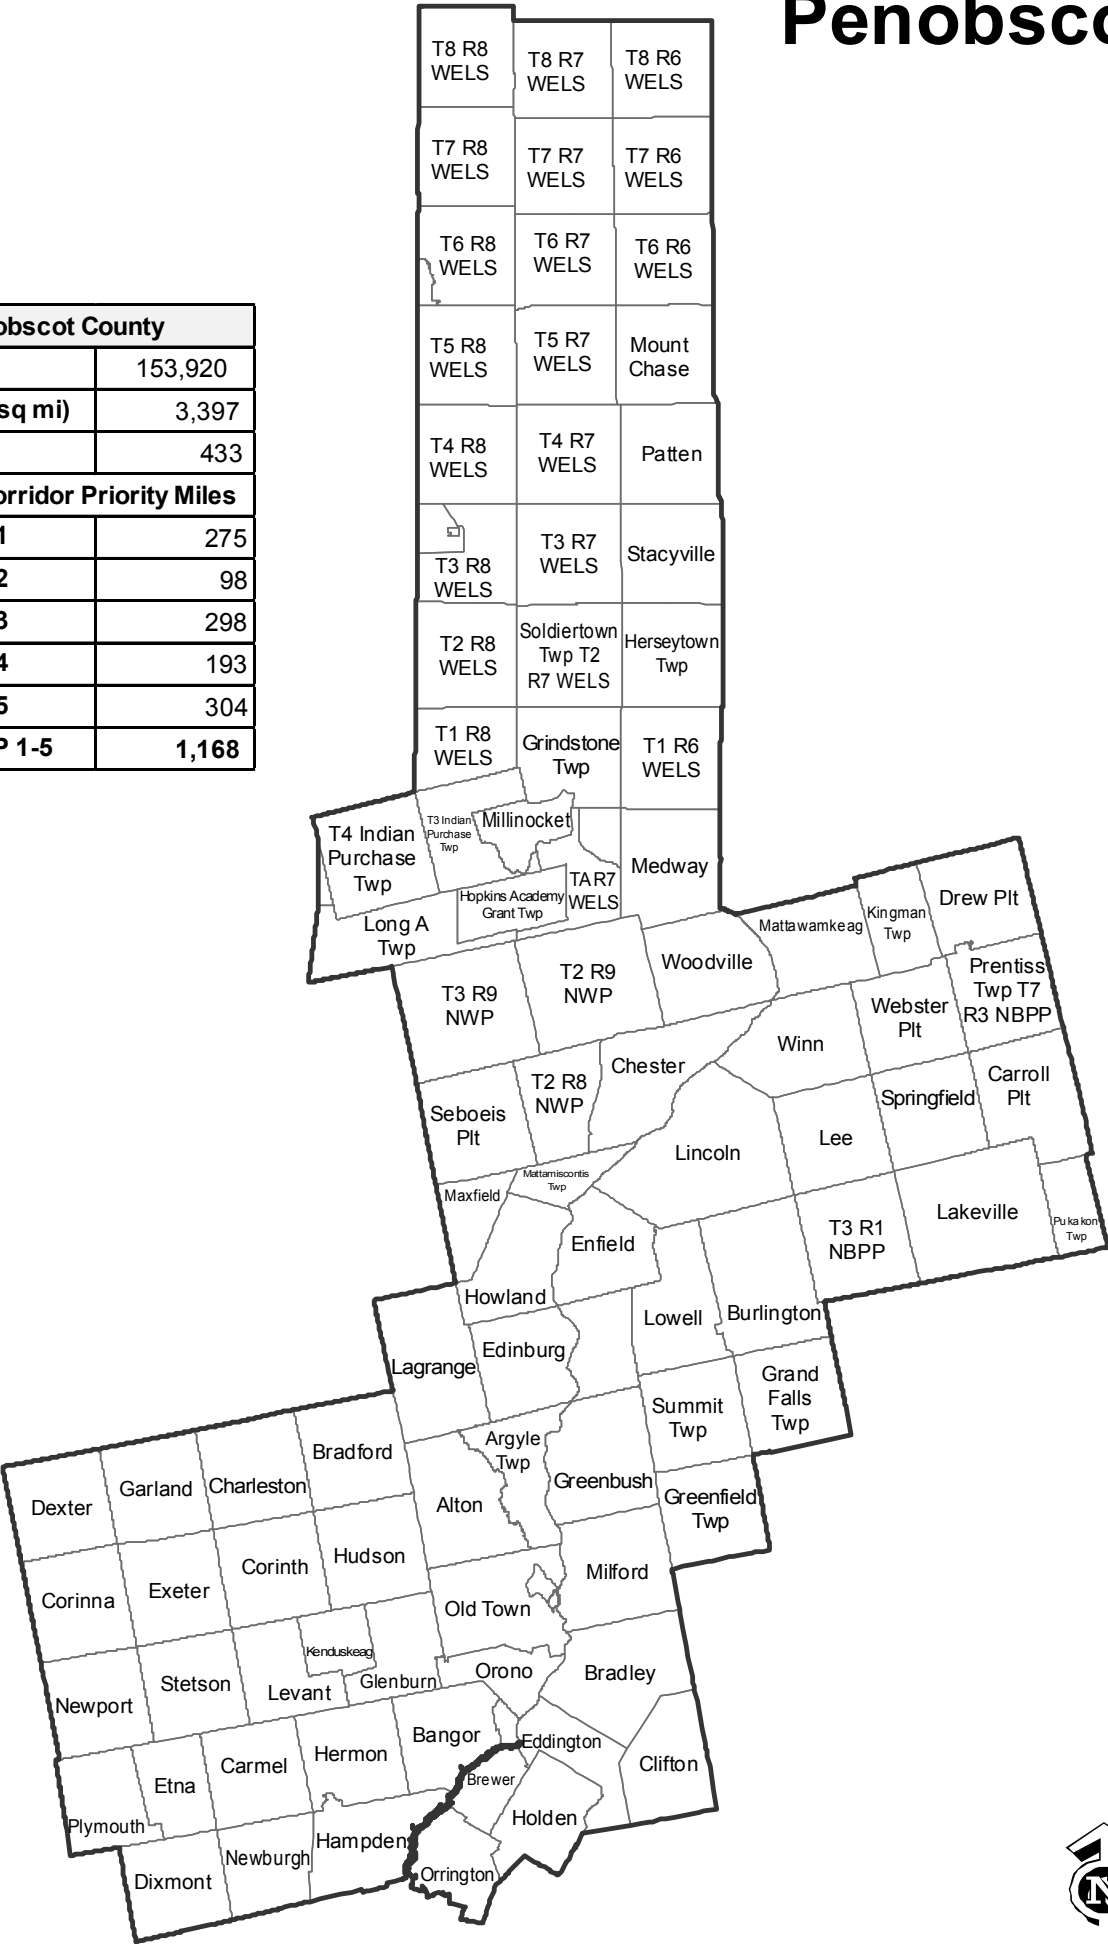 Penobsco
obscot County
153,920
sq mi) 3,397
433
orridor Priority Miles
1 275
2 98
3 298
4 193
5 304
P 1-5 1,168
T8 R8
WELS
T8 R7
WELS
T8 R6
WELS
T7 R8
WELS
T7 R7
WELS
T7 R6
WELS
T6 R8
WELS
T6 R7
WELS
T6 R6
WELS
T5 R8
WELS
T5 R7
WELS
Mount
Chase
T4 R8
WELS
T4 R7
WELS
Patten
T3 R8
WELS
T3 R7
WELS
Stacyville
T2 R8
WELS
Soldiertown
Twp T2
R7 WELS
Herseytown
Twp
T1 R8
WELS
Grindstone
Twp
T1 R6
WELS
T4 Indian
Purchase
Twp
T3 Indian
Purchase
Twp
Millinocket
Medway
TAR7
WELS
Hopkins Academy
Grant Twp
Long A
Twp
Mattawamkeag
Kingman
Twp
Drew Plt
T3 R9
NWP
T2 R9
NWP
Woodville
Prentiss
Twp T7
R3 NBPP
Webster
Plt
Winn
Chester
T2 R8
NWP
Seboeis
Plt
Carroll
Plt
Springfield
Lee
Lincoln
Mattamiscontis
Twp
Maxfield
Lakeville
Pukakon
Twp
T3 R1
NBPP
Enfield
Howland
Lowell
Burlington
Edinburg
Lagrange
Grand
Falls
Twp
Summit
Twp
Argyle
Twp
Bradford
Greenbush
Greenfield
Twp
Dexter
Garland
Charleston
Alton
Corinna
Exeter
Corinth
Hudson
Milford
Old Town
Kenduskeag
Newport
Stetson
Levant
Glenburn
Orono
Bradley
Bangor
Eddington
Etna
Carmel
Hermon
Brewer
Clifton
Plymouth
Holden
Newburgh
Hampden
Dixmont
Orrington
N